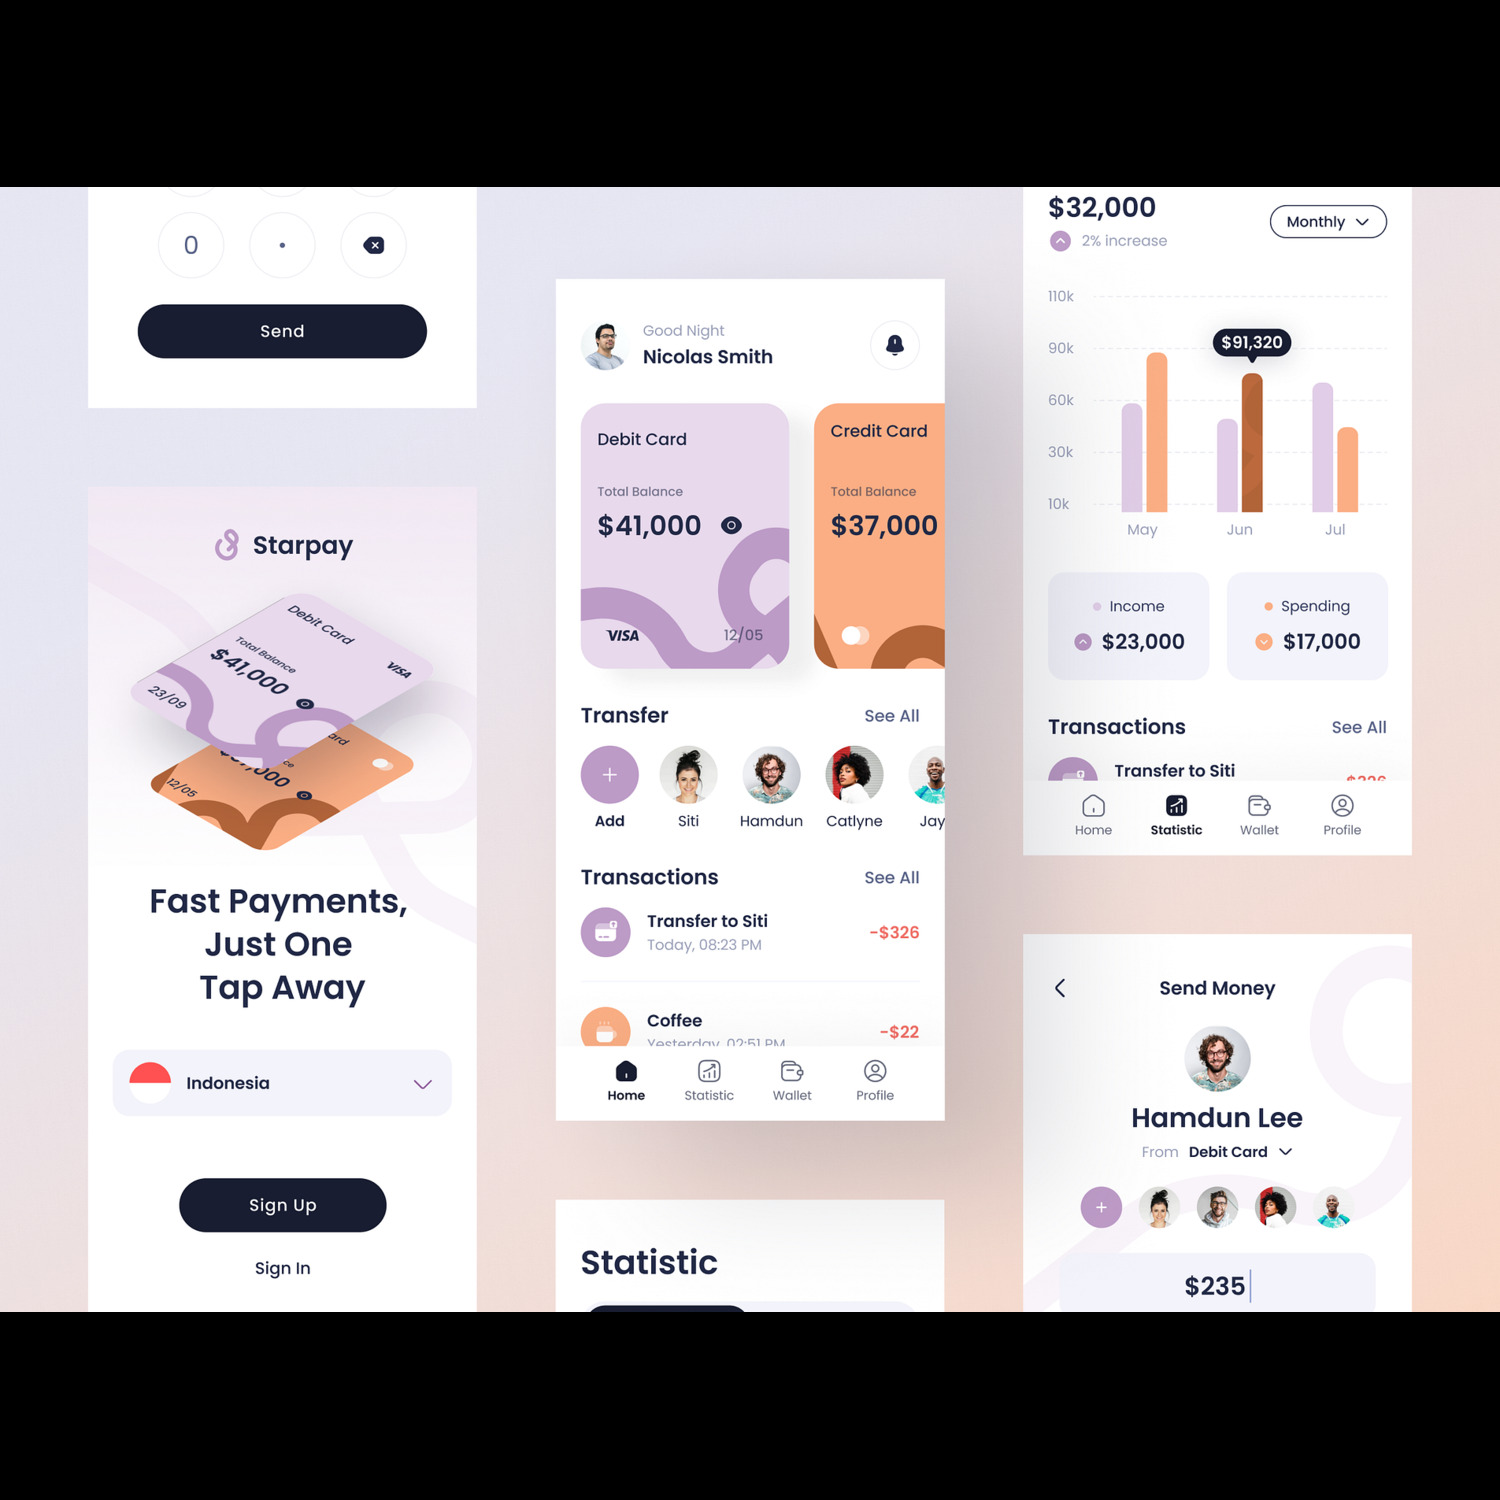 0
Send
Starpay
Debit Card
Total Balance
$41,000
VISA
23/09
12/05
Fast Payments,
Just One
Tap Away
Indonesia
Sign Up
Sign In
Good Night
Nicolas Smith
Debit Card
Total Balance
$41,000
VISA
12/05
Credit Card
Total Balance
$37,000
Transfer
See All
Add
Siti
Hamdun
Catlyne
Jay
Transactions
See All
Transfer to Siti
Today, 08:23 PM
-$326
Coffee
Yesterday, 02:51 PM
-$22
Home
Statistic
Wallet
Profile
Statistic
$32,000
2% increase
Monthly
110k
90k
60k
30k
10k
$91,320
May
Jun
Jul
Income
$23,000
Spending
$17,000
Transactions
See All
Transfer to Siti
-$326
Home
Statistic
Wallet
Profile
Send Money
Hamdun Lee
From Debit Card
$235